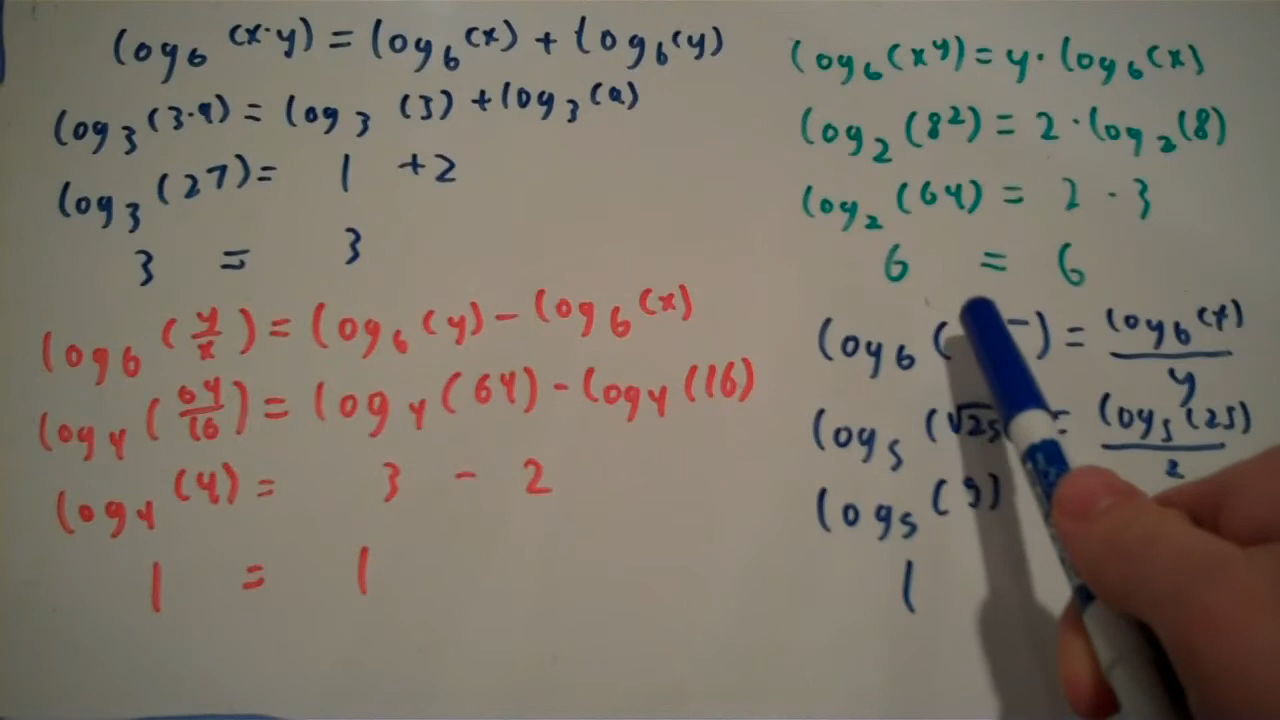 log₆(x·y) = log₆(x) + log₆(y)
log₃(3·9) = log₃(3) + log₃(9)
log₃(27) = 1 + 2
3 = 3
log₆(y/x) = log₆(y) − log₆(x)
log₄(64/16) = log₄(64) − log₄(16)
log₄(4) = 3 − 2
1 = 1
log₆(x^y) = y · log₆(x)
log₂(8²) = 2 · log₂(8)
log₂(64) = 2 · 3
6 = 6
log₆( ) = log₆(x)/y
log₅(√25 = log₅(25)/2
log₅(5)
1